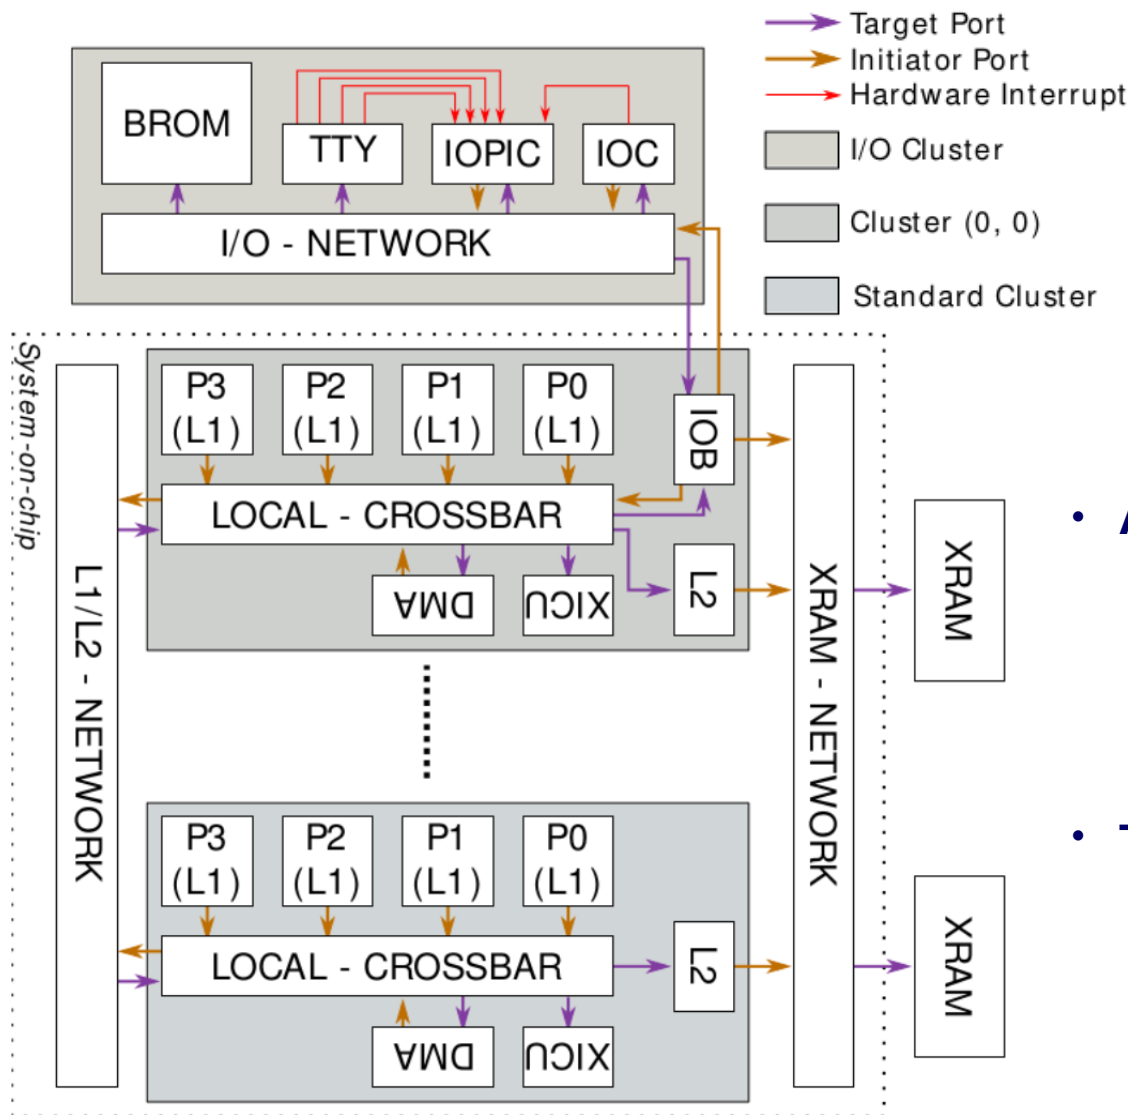 Target Port
Initiator Port
Hardware Interrupt
I/O Cluster
Cluster (0, 0)
Standard Cluster
BROM
TTY
IOPIC
IOC
I/O - NETWORK
System-on-chip
L1/L2 - NETWORK
P3
(L1)
P2
(L1)
P1
(L1)
P0
(L1)
IOB
LOCAL - CROSSBAR
DMA
XICU
L2
XRAM - NETWORK
XRAM
P3
(L1)
P2
(L1)
P1
(L1)
P0
(L1)
LOCAL - CROSSBAR
L2
DMA
XICU
XRAM